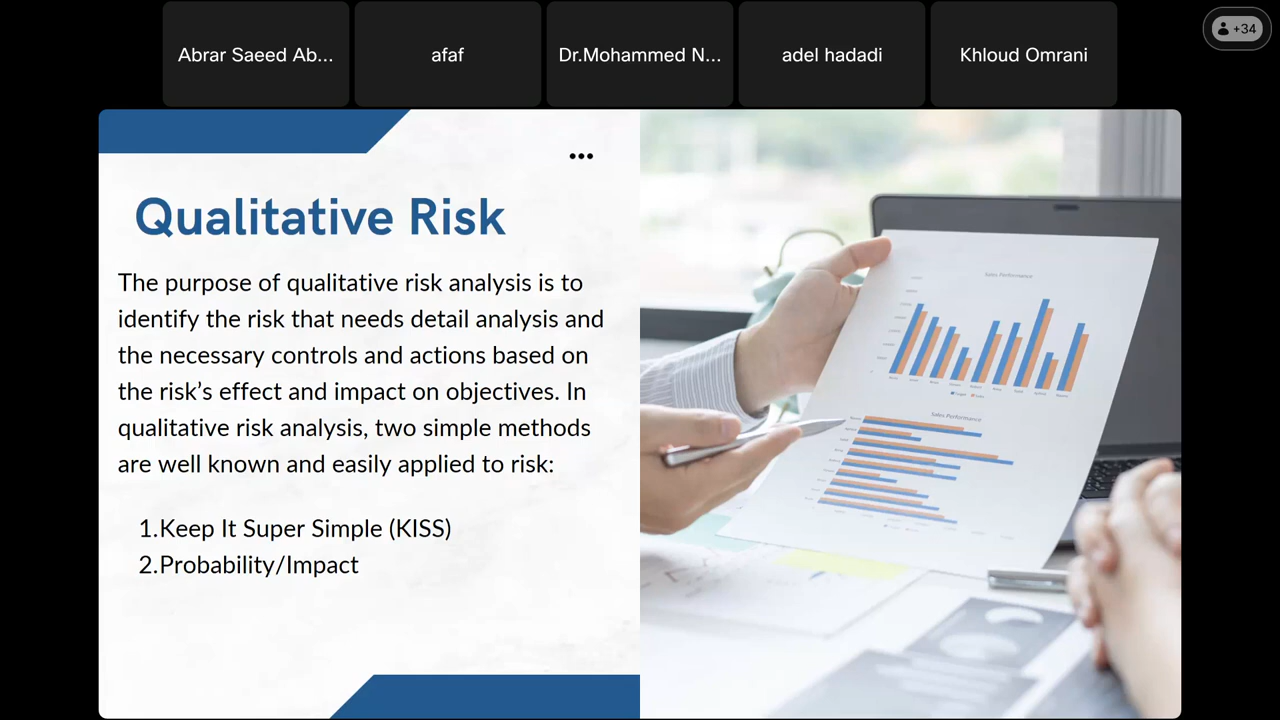 Abrar Saeed Ab...
afaf
Dr.Mohammed N...
adel hadadi
Khloud Omrani
+34
Qualitative Risk
The purpose of qualitative risk analysis is to
identify the risk that needs detail analysis and
the necessary controls and actions based on
the risk’s effect and impact on objectives. In
qualitative risk analysis, two simple methods
are well known and easily applied to risk:
1.Keep It Super Simple (KISS)
2.Probability/Impact
Sales Performance
Sales Performance